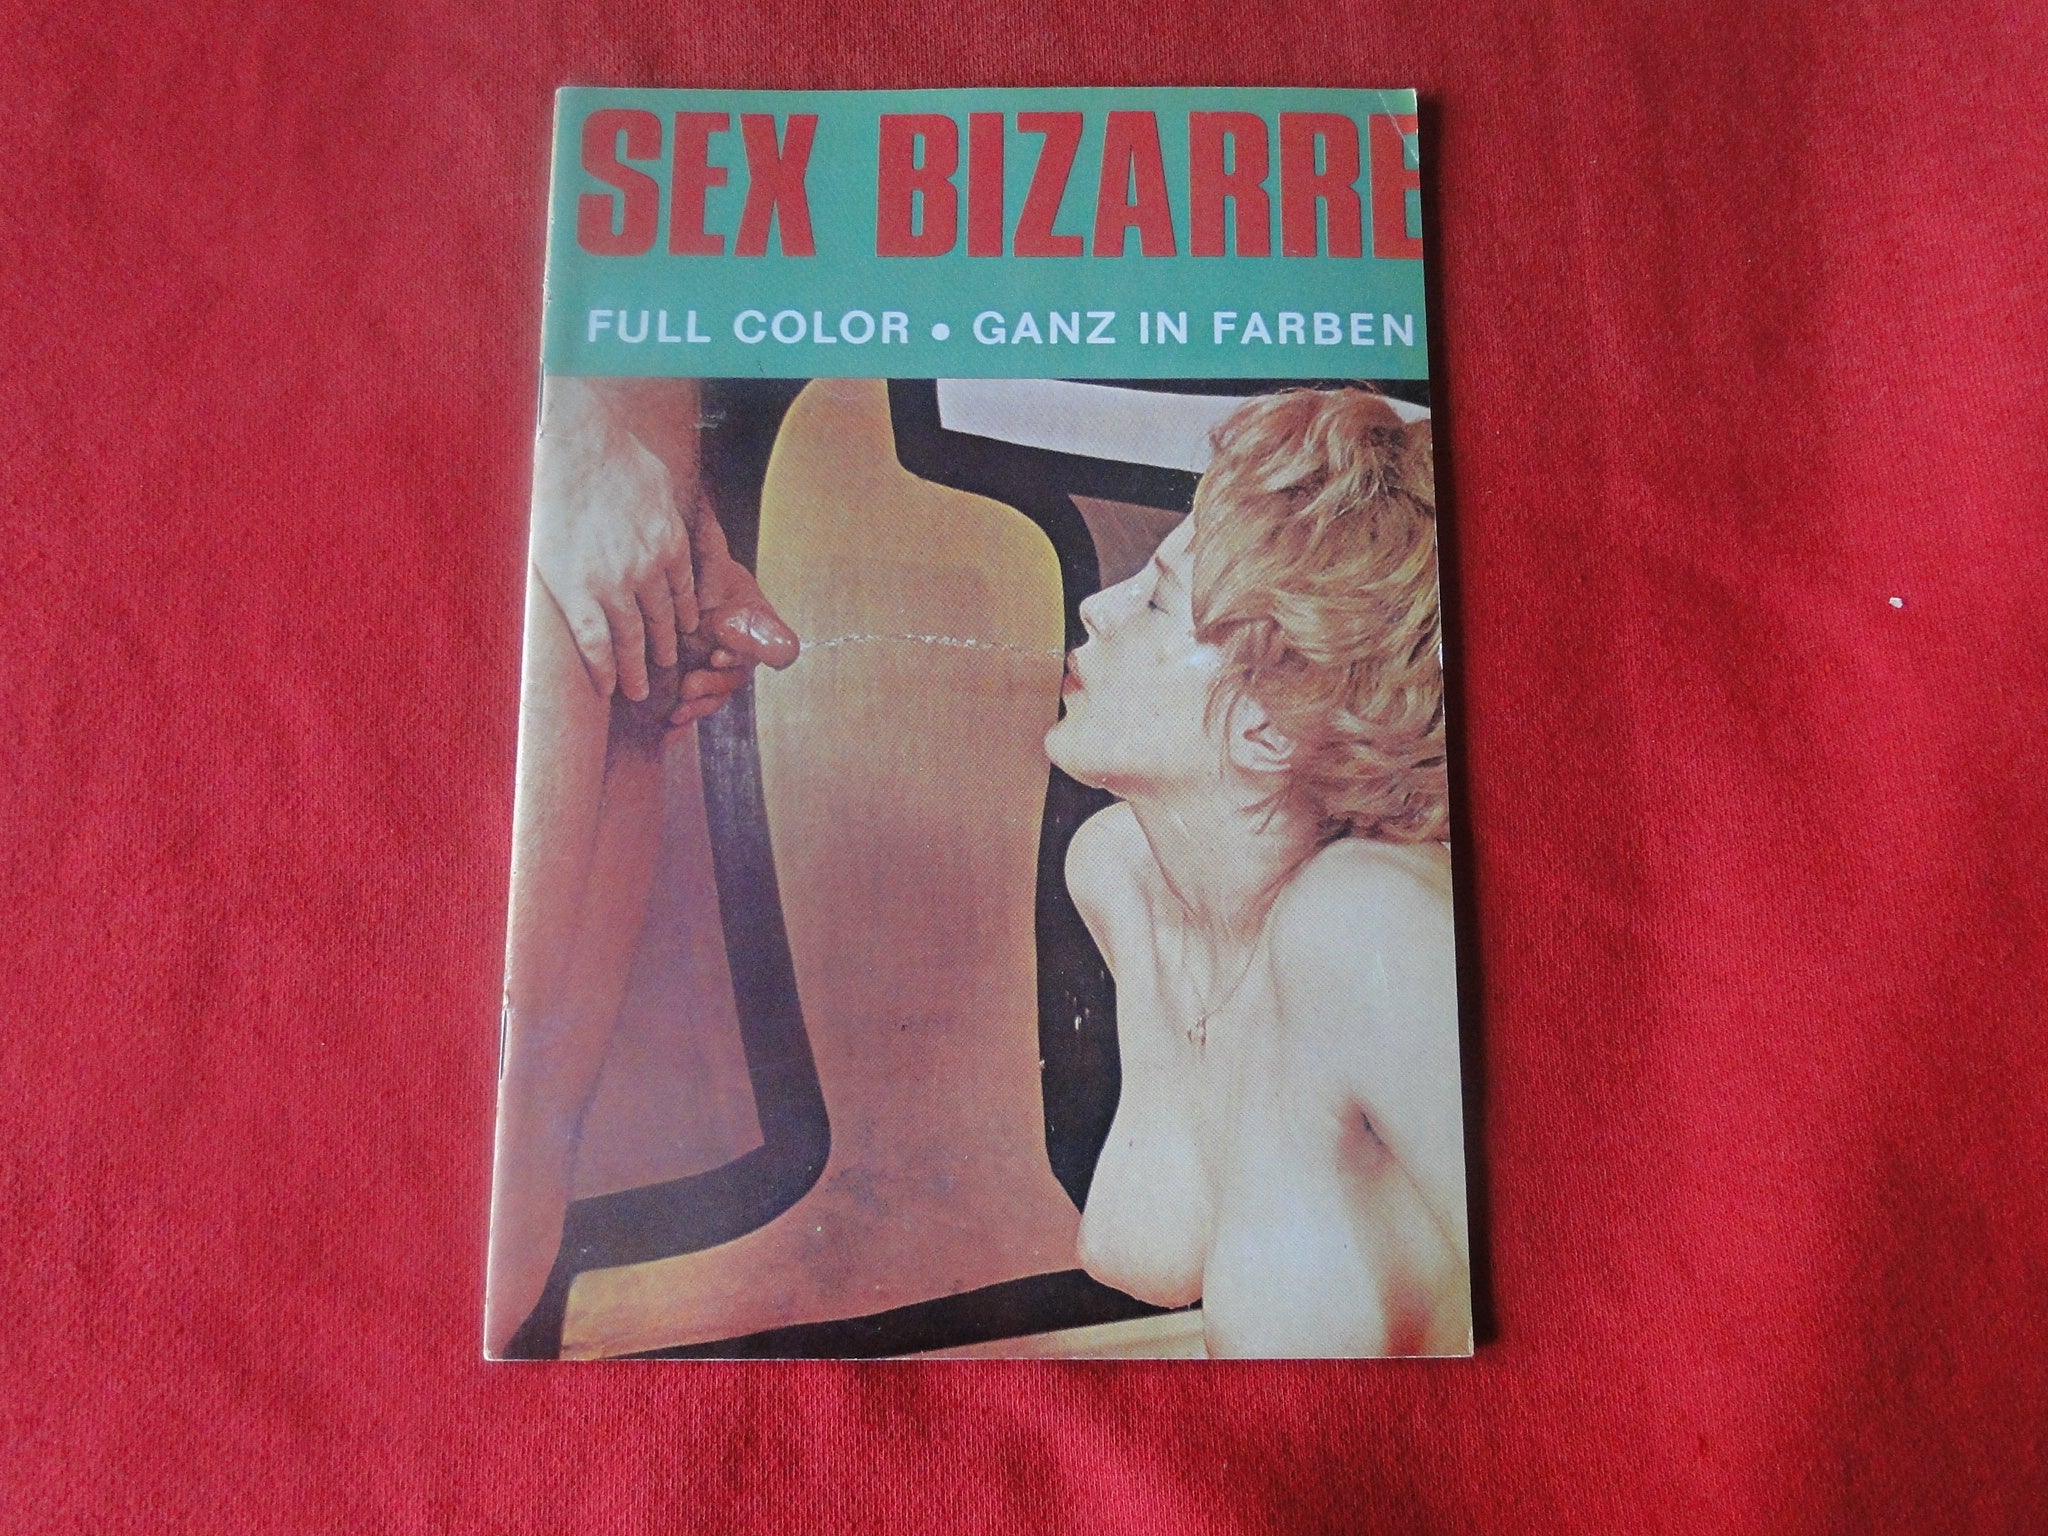 SEX BIZARRE
FULL COLOR • GANZ IN FARBEN